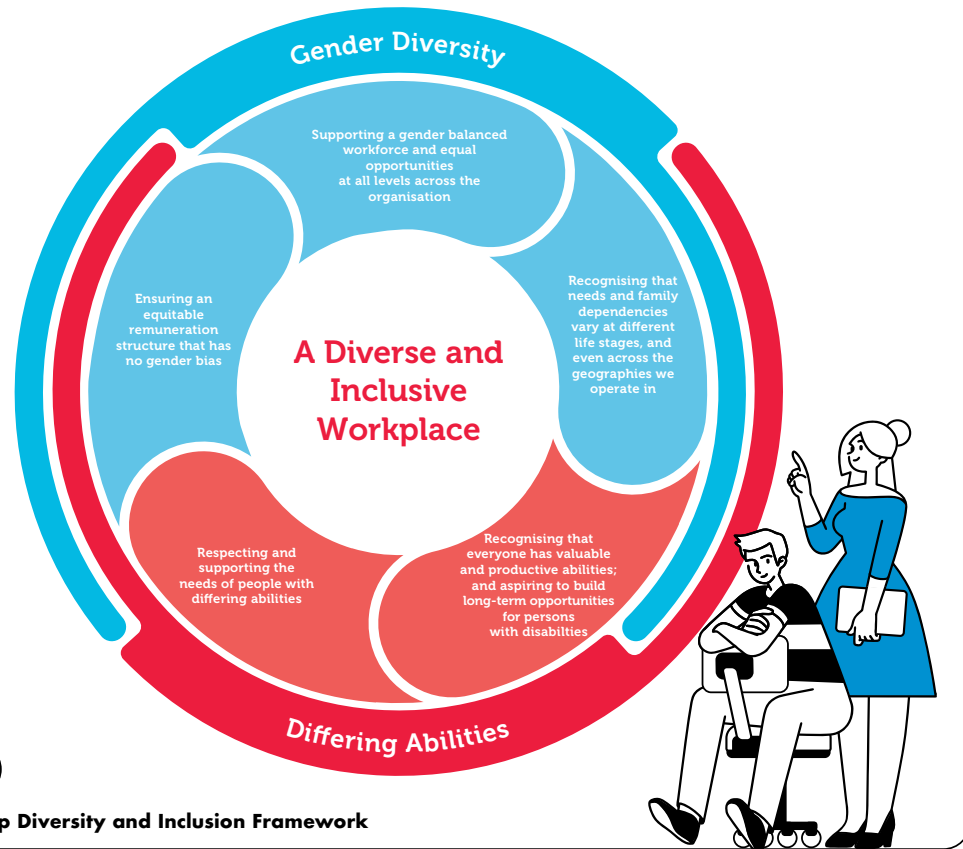 Gender Diversity
Supporting a gender balanced
workforce and equal
opportunities
at all levels across the
organisation
Ensuring an
equitable
remuneration
structure that has
no gender bias
Recognising that
needs and family
dependencies
vary at different
life stages, and
even across the
geographies we
operate in
A Diverse and
Inclusive
Workplace
Respecting and
supporting the
needs of people with
differing abilities
Recognising that
everyone has valuable
and productive abilities;
and aspiring to build
long-term opportunities
for persons
with disabilties
Differing Abilities
p Diversity and Inclusion Framework